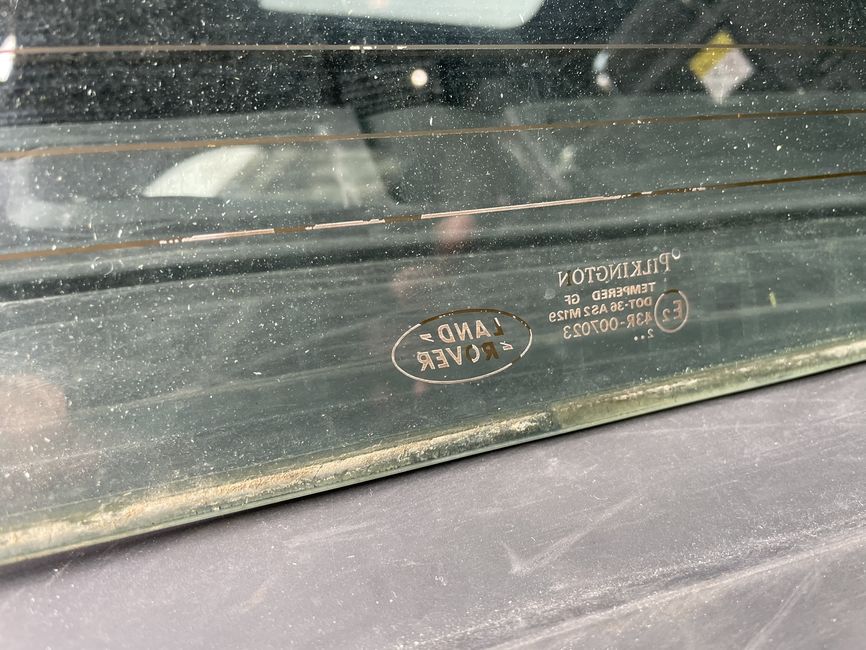 PILKINGTON
TEMPERED GF
DOT-36 AS2 M129
E2 43R-007023
2..
LAND
ROVER